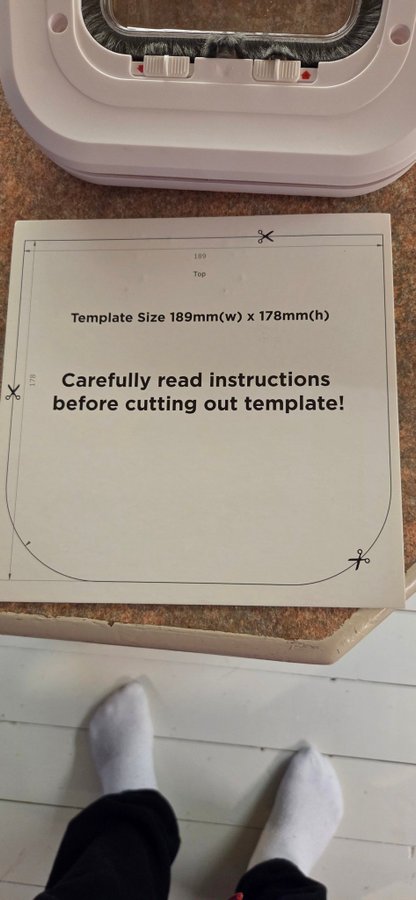 189
Top
Template Size 189mm(w) x 178mm(h)
178
Carefully read instructions
before cutting out template!